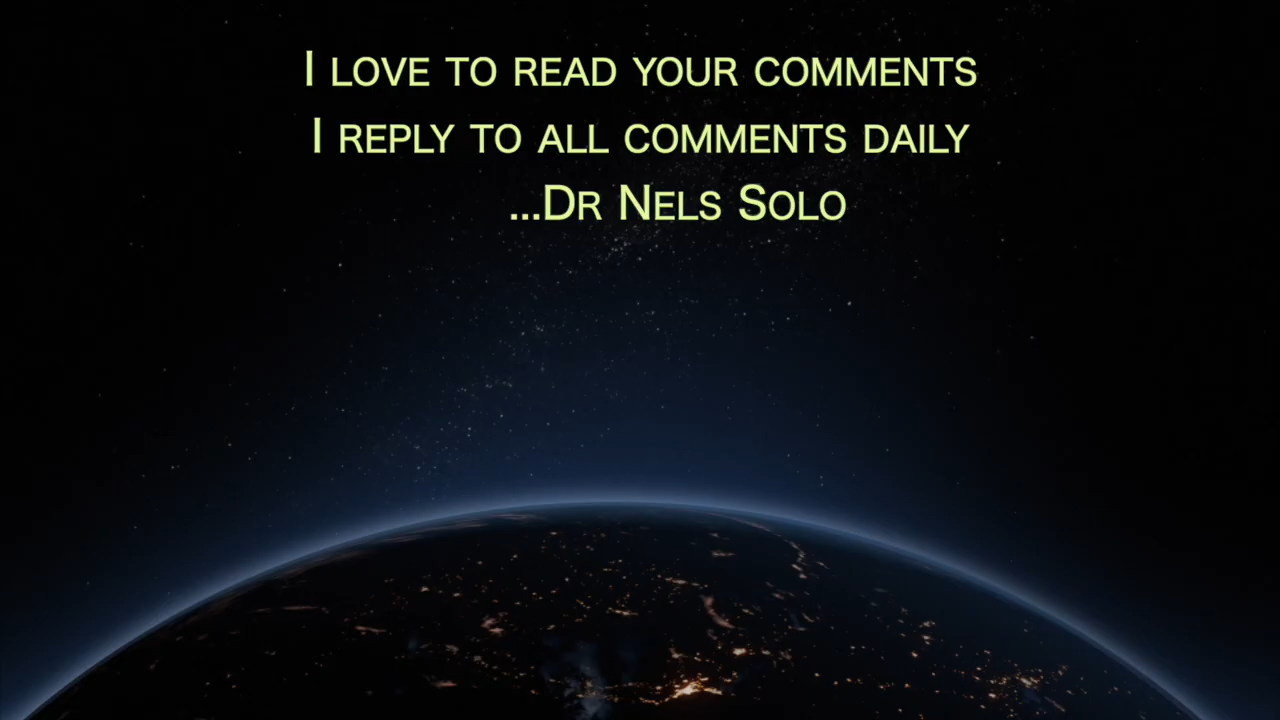 I LOVE TO READ YOUR COMMENTS
I REPLY TO ALL COMMENTS DAILY
...DR NELS SOLO